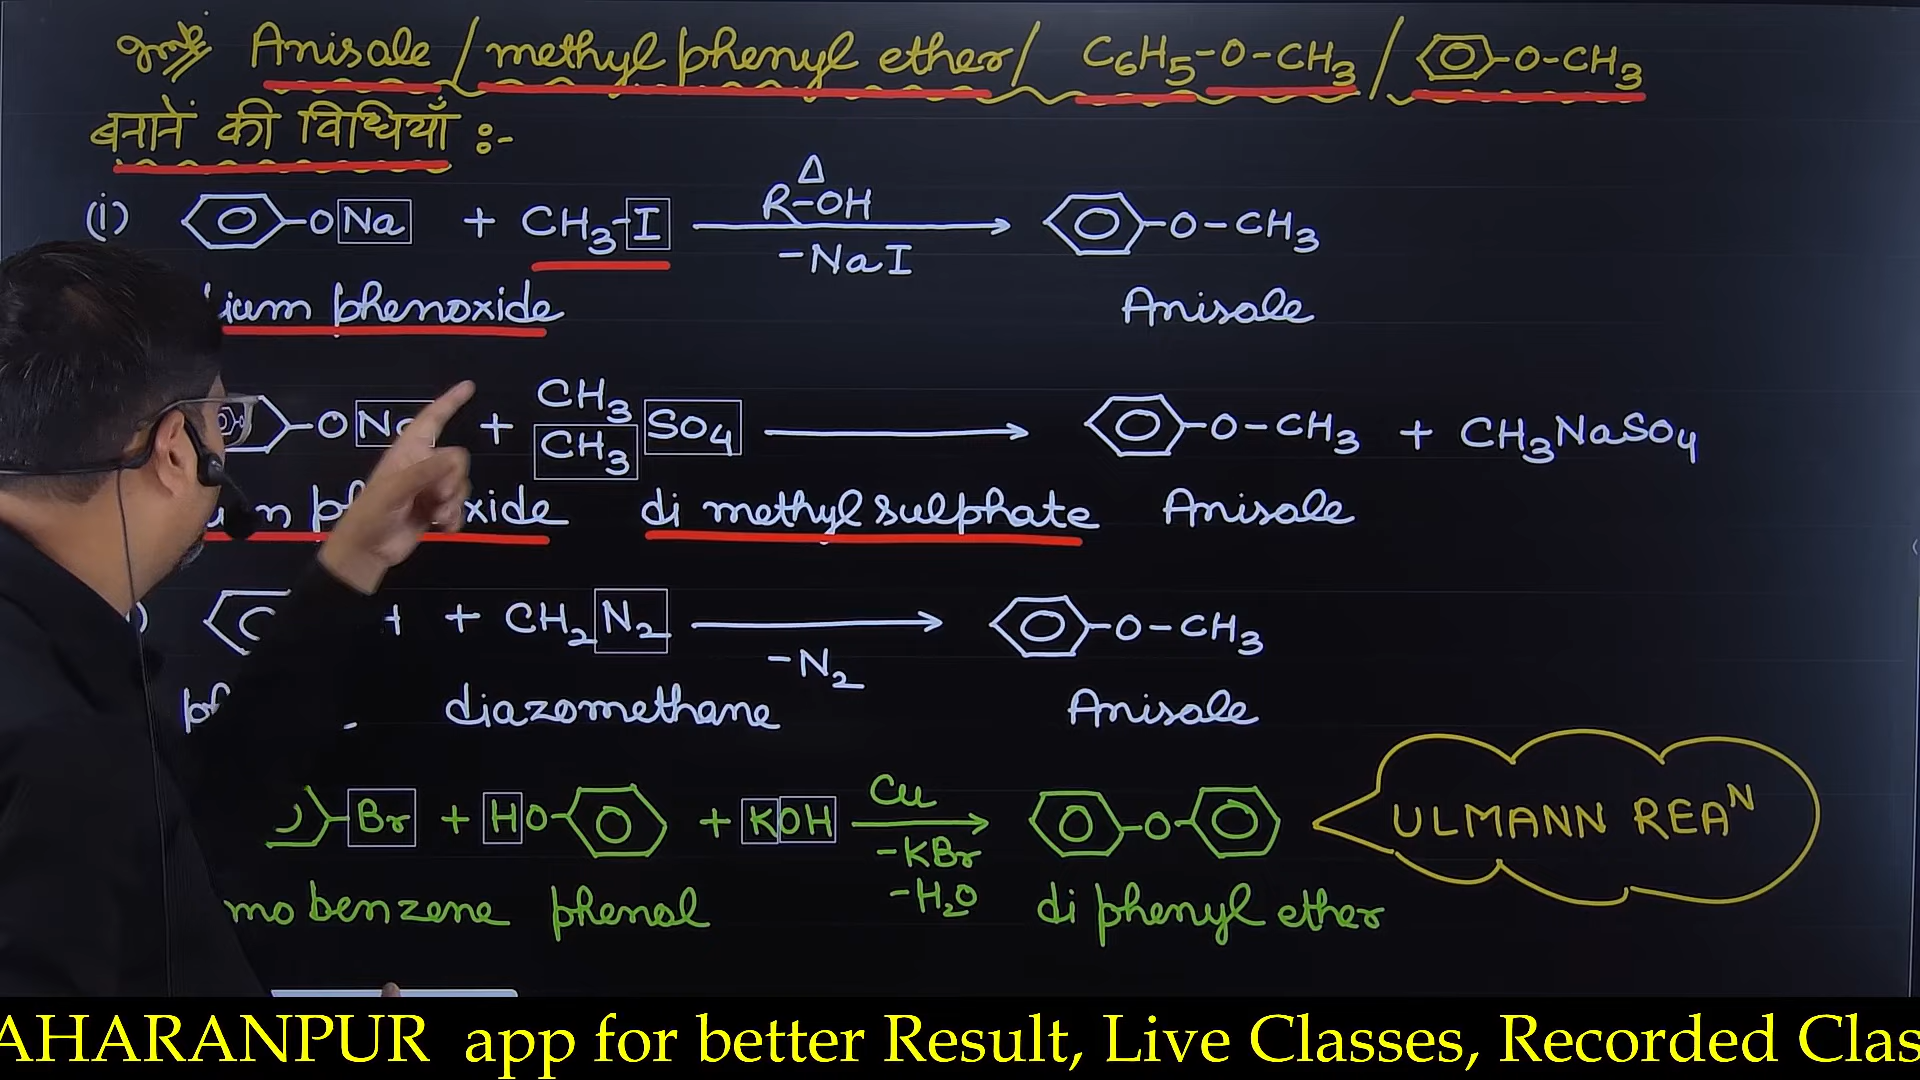 Anisole / methyl phenyl ether / C6H5-O-CH3 / -O-CH3
बनाने की विधियाँ :-
(i) -ONa + CH3-I Δ R-OH -NaI -O-CH3
phenoxide Anisole
-O + CH3 CH3 SO4 -O-CH3 + CH3NaSO4
di methyl sulphate Anisole
+ CH2N2 -N2 -O-CH3
diazomethane Anisole
-Br + HO- + KOH Cu -KBr -H2O -O- ULMANN REAN
benzene phenol di phenyl ether
app for better Result, Live Classes, Recorded